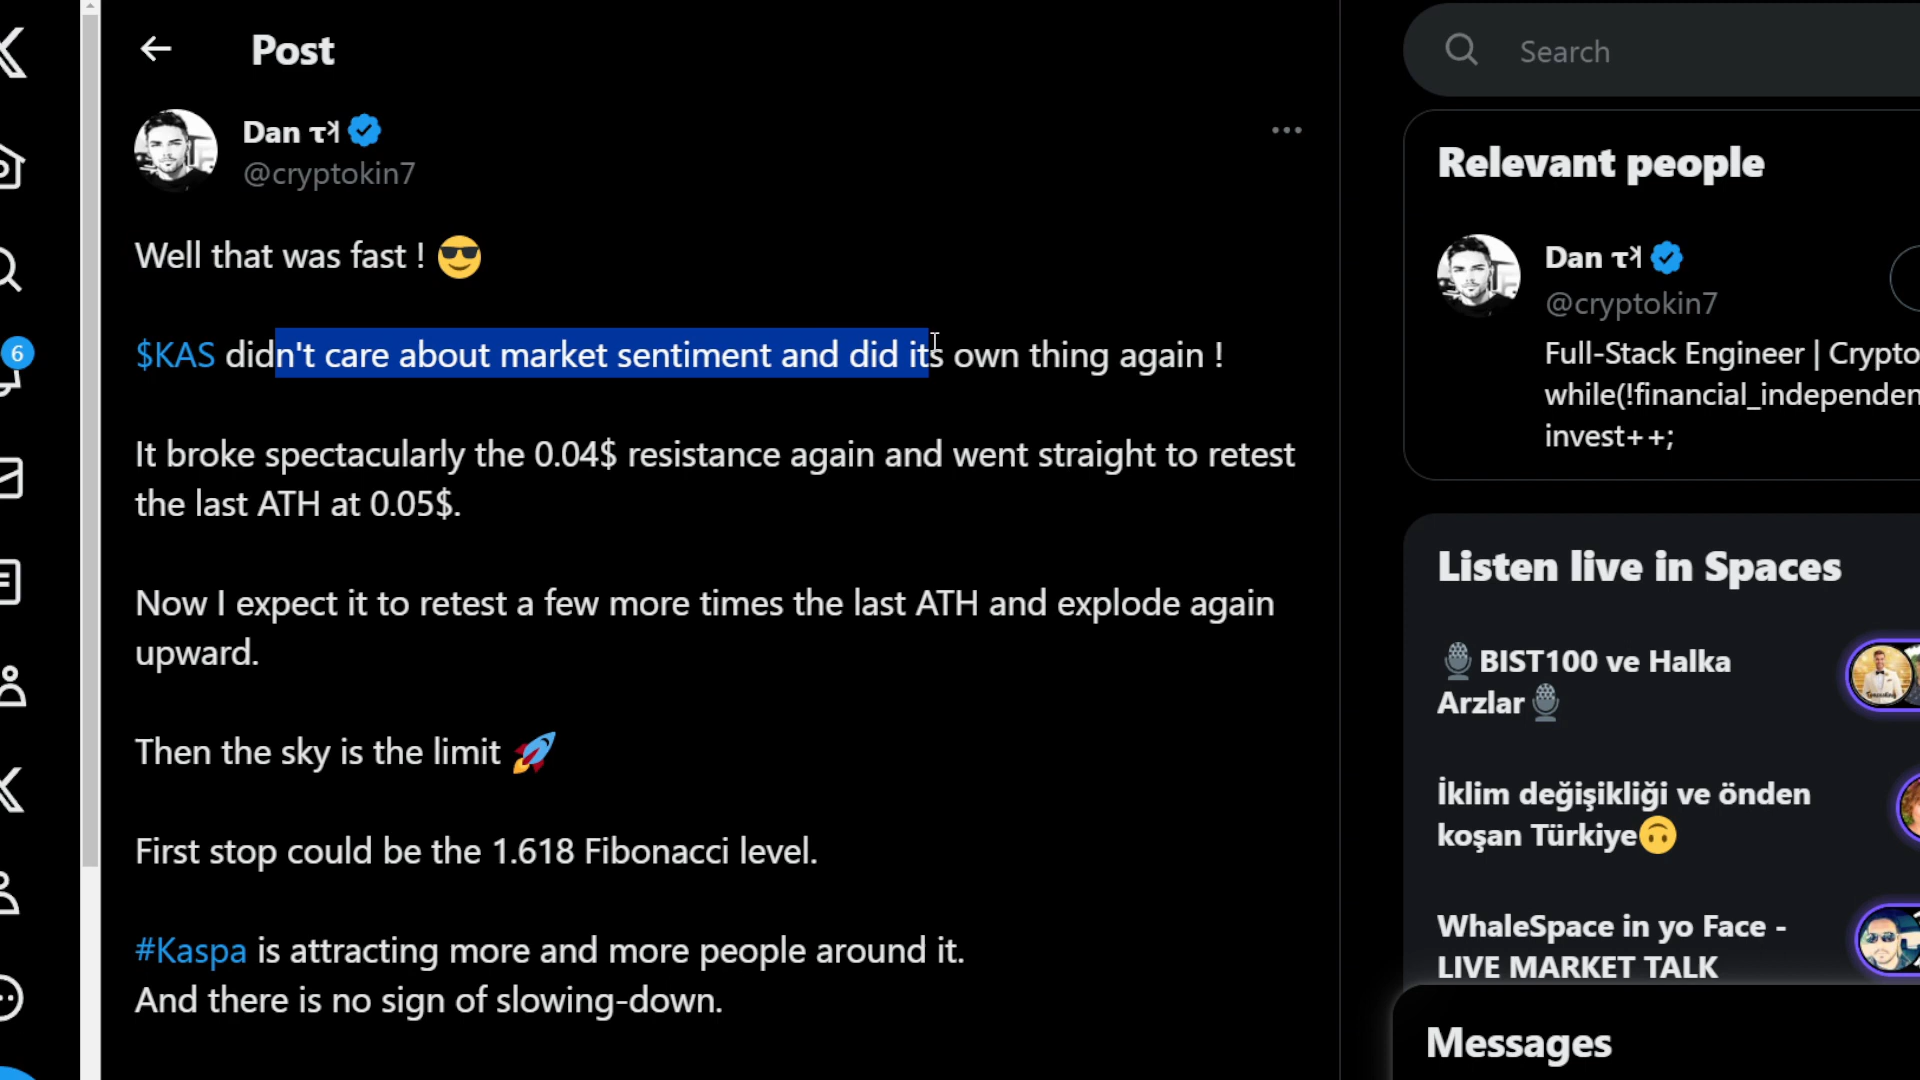 Post
Dan τʞ
@cryptokin7
Well that was fast ! 😎
$KAS didn't care about market sentiment and did its own thing again !
It broke spectacularly the 0.04$ resistance again and went straight to retest
the last ATH at 0.05$.
Now I expect it to retest a few more times the last ATH and explode again
upward.
Then the sky is the limit 🚀
First stop could be the 1.618 Fibonacci level.
#Kaspa is attracting more and more people around it.
And there is no sign of slowing-down.
6
Search
Relevant people
Dan τʞ
@cryptokin7
Full-Stack Engineer | Crypto
while(!financial_independen
invest++;
Listen live in Spaces
🎙BIST100 ve Halka
Arzlar🎙
İklim değişikliği ve önden
koşan Türkiye🙃
WhaleSpace in yo Face -
LIVE MARKET TALK
Messages